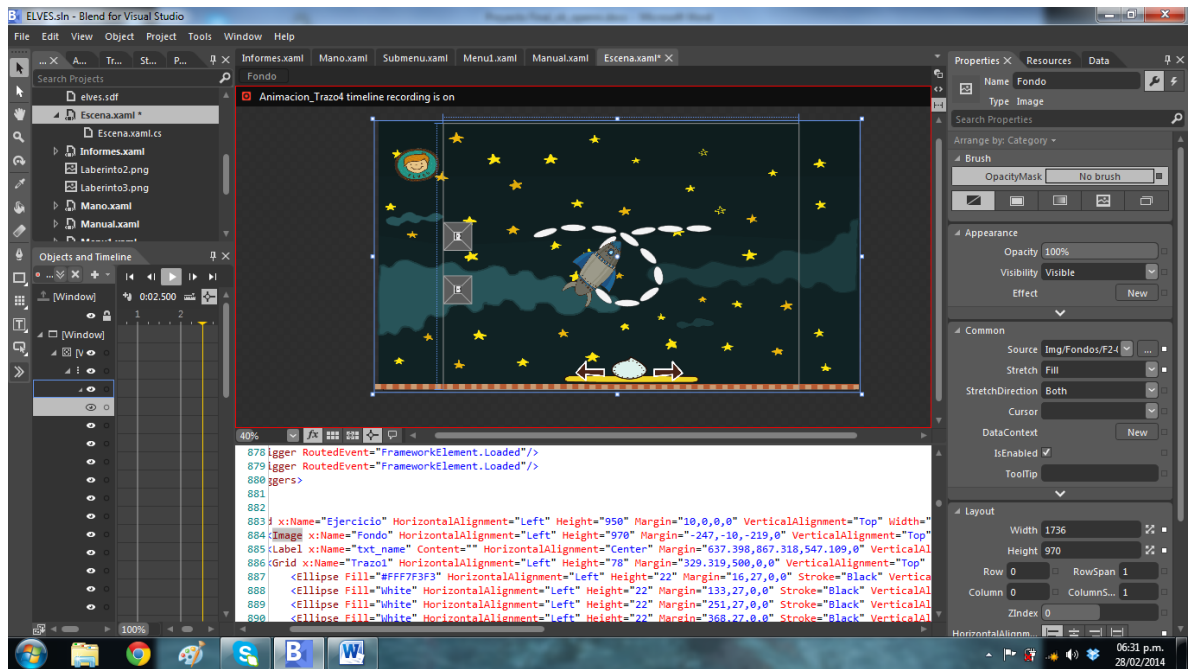 ELVES.sln - Blend for Visual Studio
File Edit View Object Project Tools Window Help
... A... Tr... St... P...
Search Projects
elves.sdf
Escena.xaml *
Escena.xaml.cs
Informes.xaml
Laberinto2.png
Laberinto3.png
Mano.xaml
Manual.xaml
Objects and Timeline
[Window] 0:02.500
1 2
[Window]
100%
Informes.xaml Mano.xaml Submenu.xaml Menu1.xaml Manual.xaml Escena.xaml*
Fondo
Animacion_Trazo4 timeline recording is on
40% fx
878 igger RoutedEvent="FrameworkElement.Loaded"/>
879 igger RoutedEvent="FrameworkElement.Loaded"/>
880 ggers>
881
882
883 d x:Name="Ejercicio" HorizontalAlignment="Left" Height="950" Margin="10,0,0,0" VerticalAlignment="Top" Width="
884 <Image x:Name="Fondo" HorizontalAlignment="Left" Height="970" Margin="-247,-10,-219,0" VerticalAlignment="Top"
885 <Label x:Name="txt_name" Content="" HorizontalAlignment="Center" Margin="637.398,867.318,547.109,0" VerticalAl
886 <Grid x:Name="Trazo1" HorizontalAlignment="Left" Height="78" Margin="329.319,500,0,0" VerticalAlignment="Top"
887 <Ellipse Fill="#FFF7F3F3" HorizontalAlignment="Left" Height="22" Margin="16,27,0,0" Stroke="Black" Vertica
888 <Ellipse Fill="White" HorizontalAlignment="Left" Height="22" Margin="133,27,0,0" Stroke="Black" VerticalAl
889 <Ellipse Fill="White" HorizontalAlignment="Left" Height="22" Margin="251,27,0,0" Stroke="Black" VerticalAl
890 <Ellipse Fill="White" HorizontalAlignment="Left" Height="22" Margin="368,27,0,0" Stroke="Black" VerticalAl
Properties Resources Data
Name Fondo
Type Image
Search Properties
Arrange by: Category
Brush
OpacityMask No brush
Appearance
Opacity 100%
Visibility Visible
Effect New
Common
Source Img/Fondos/F2-(
Stretch Fill
StretchDirection Both
Cursor
DataContext New
IsEnabled
ToolTip
Layout
Width 1736
Height 970
Row 0 RowSpan 1
Column 0 ColumnS... 1
ZIndex 0
HorizontalAlignm...
06:31 p.m.
28/02/2014